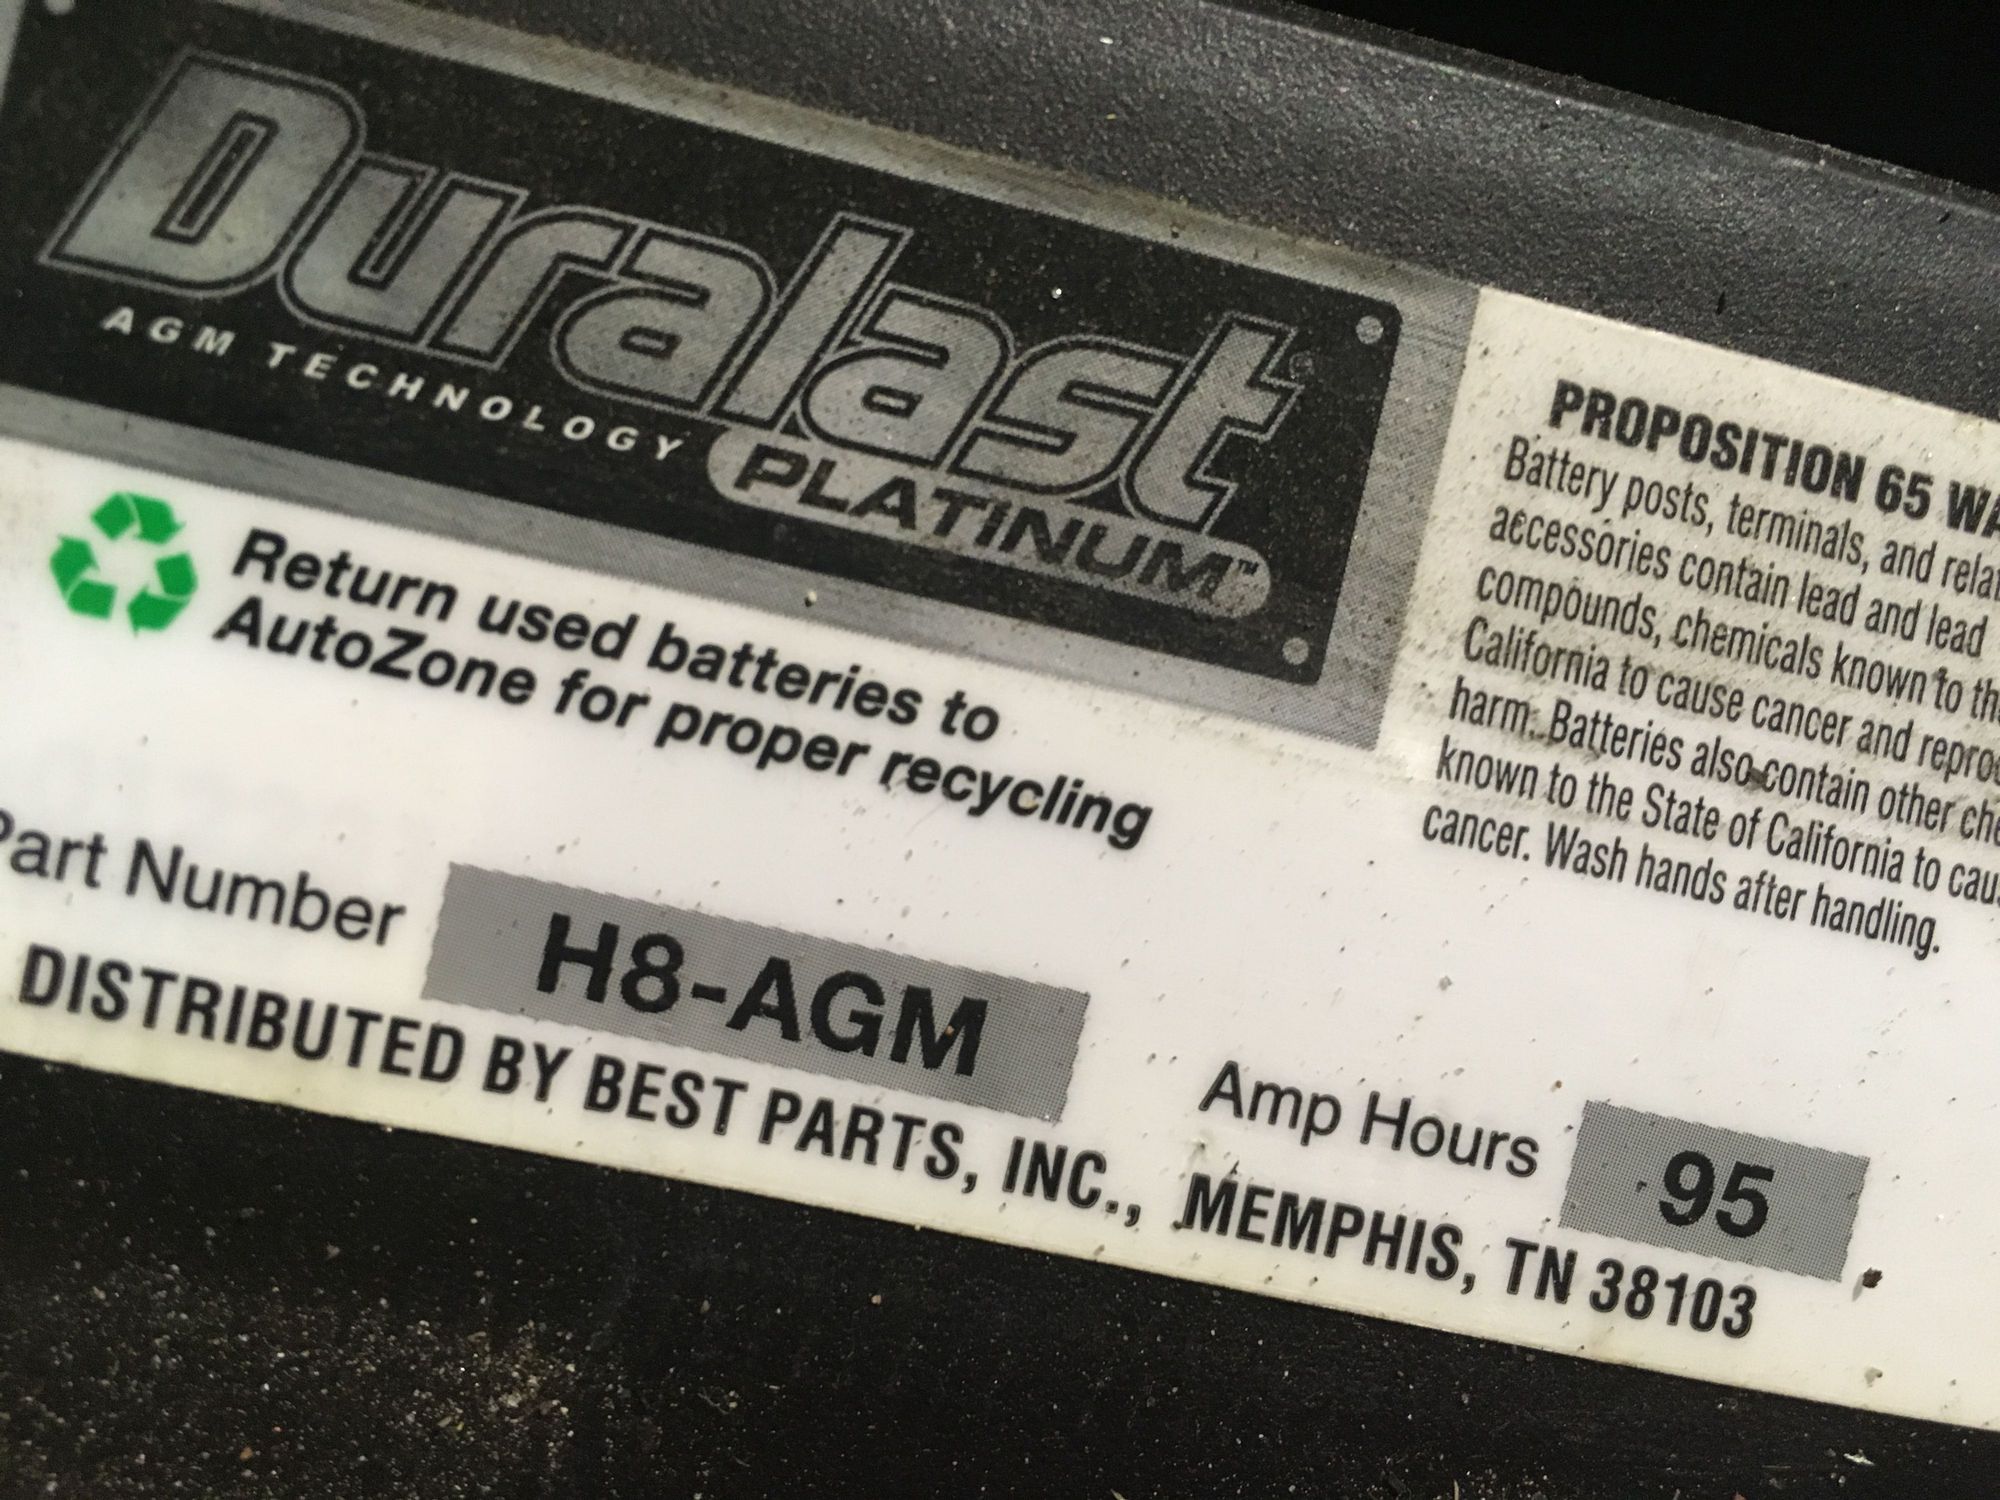 Duralast
AGM TECHNOLOGY
PLATINUM™
Return used batteries to
AutoZone for proper recycling
Part Number H8-AGM
Amp Hours 95
DISTRIBUTED BY BEST PARTS, INC., MEMPHIS, TN 38103
PROPOSITION 65
Battery posts, terminals, and
accessories contain lead and lead
compounds, chemicals known to
California to cause cancer and
harm. Batteries also contain other
known to the State of California to
cancer. Wash hands after handling.